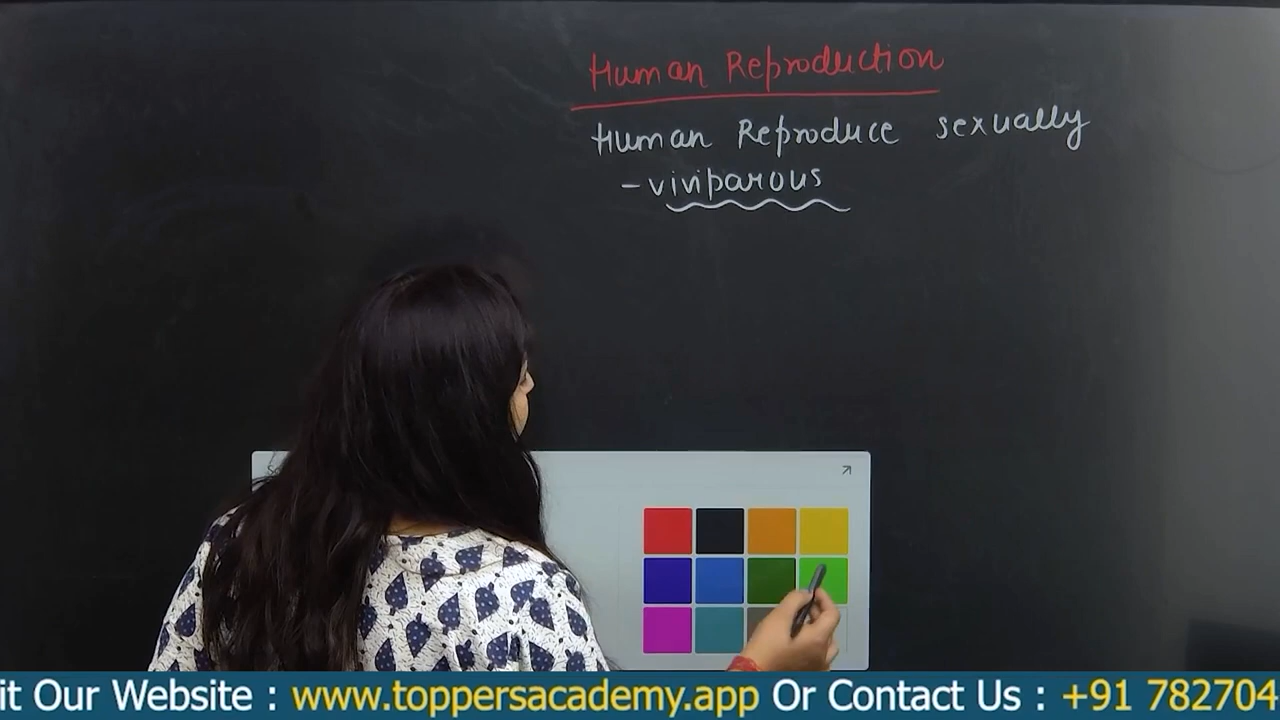 Human Reproduction
Human Reproduce sexually
- viviparous
it Our Website : www.toppersacademy.app Or Contact Us : +91 782704